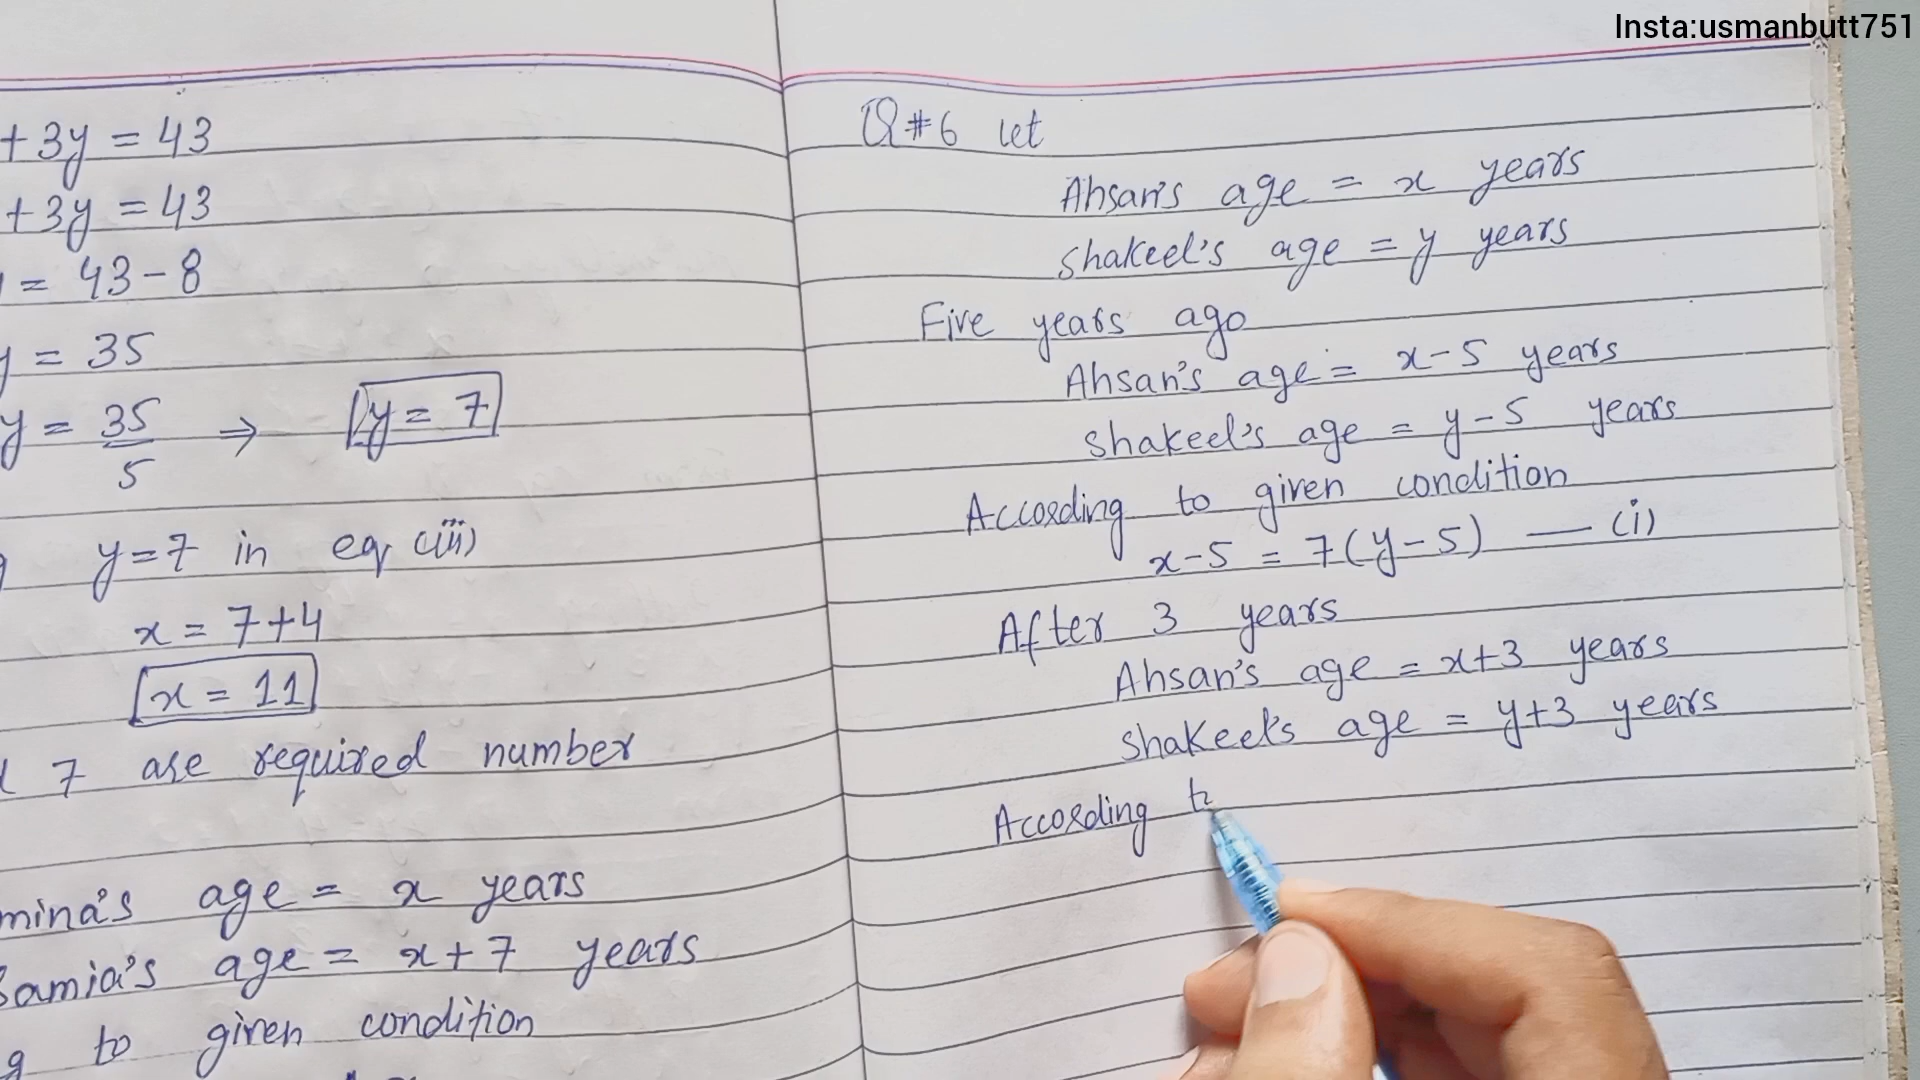 Insta:usmanbutt751
+3y = 43
+3y = 43
= 43-8
y = 35
y = 35/5 ⇒ y = 7
y=7 in eq (iii)
x = 7+4
x = 11
7 are required number
mina's age = x years
Samia's age = x+7 years
g to given condition
Q#6 let
Ahsan's age = x years
Shakeel's age = y years
Five years ago
Ahsan's age = x-5 years
Shakeel's age = y-5 years
According to given condition
x-5 = 7(y-5) — (i)
After 3 years
Ahsan's age = x+3 years
Shakeel's age = y+3 years
According to